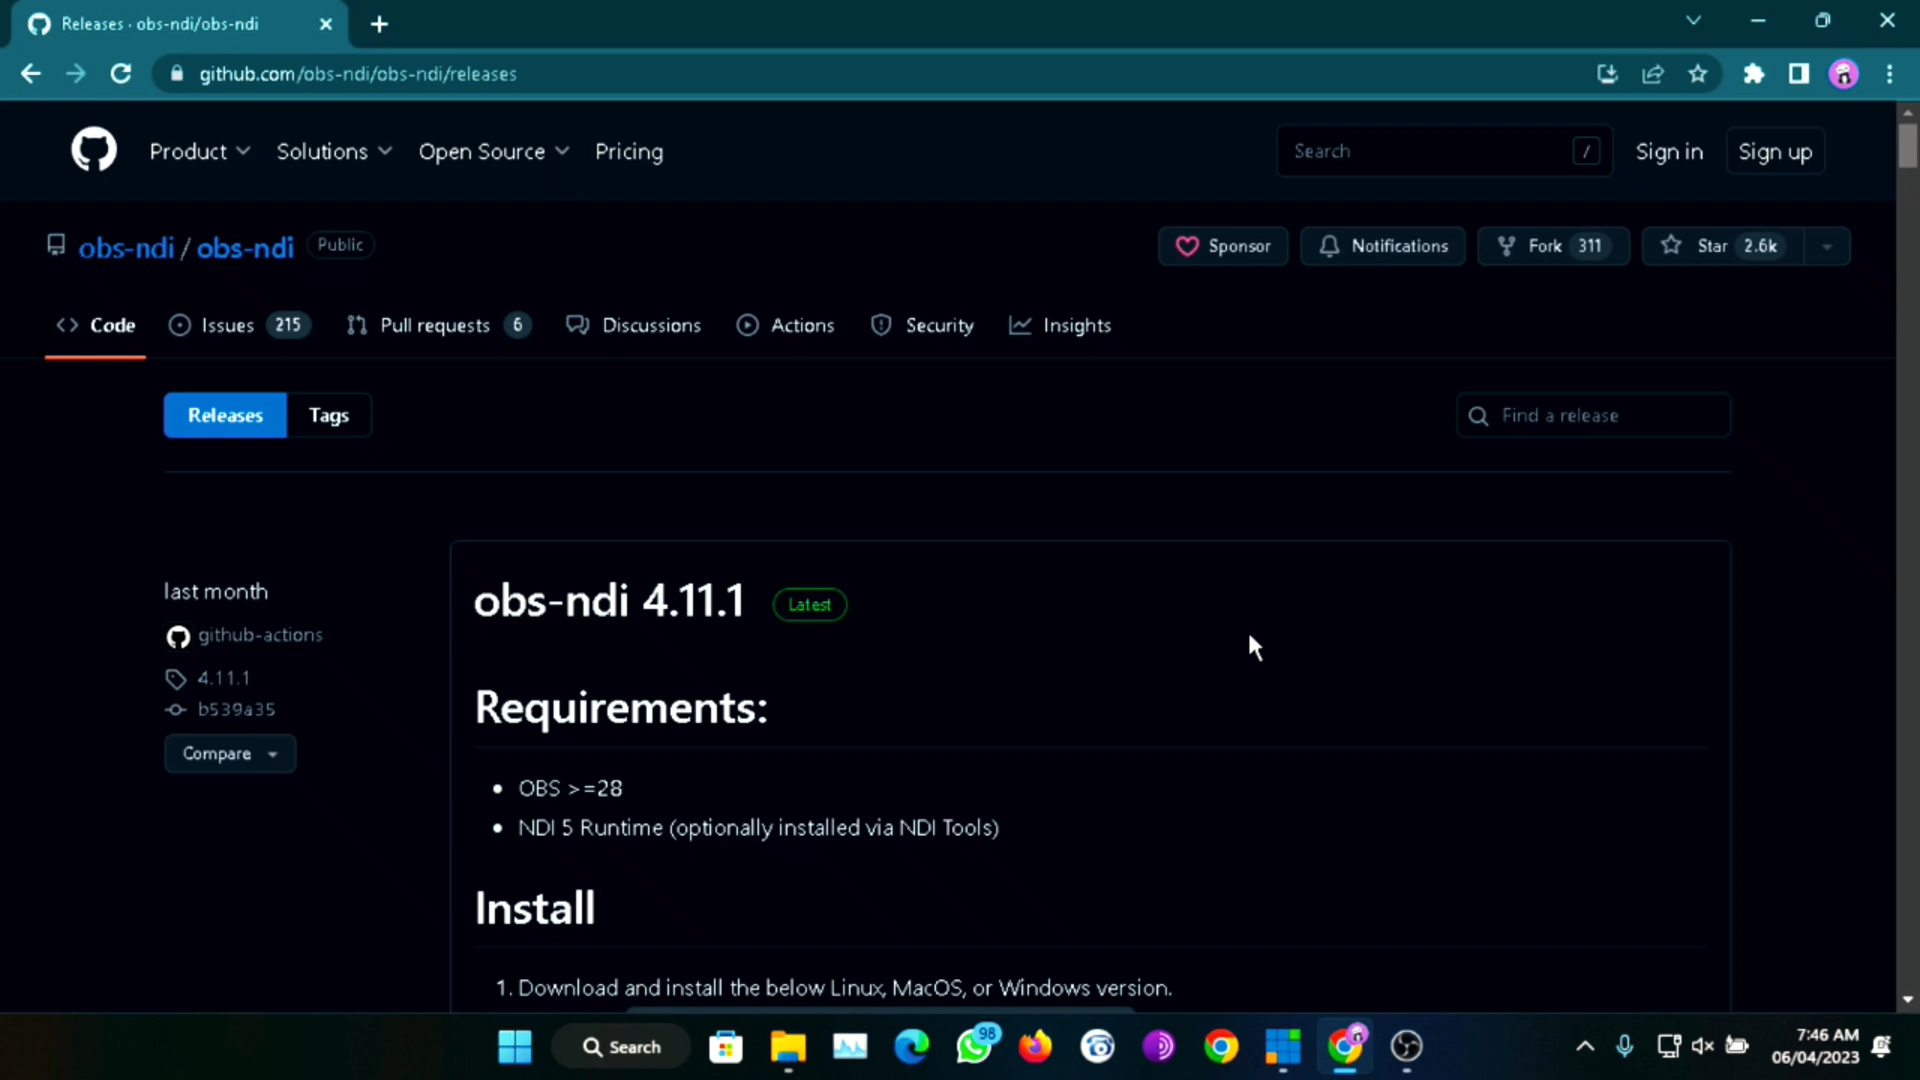 Releases · obs-ndi/obs-ndi
github.com/obs-ndi/obs-ndi/releases
Product Solutions Open Source Pricing Search / Sign in Sign up
obs-ndi / obs-ndi Public Sponsor Notifications Fork 311 Star 2.6k
Code Issues 215 Pull requests 6 Discussions Actions Security Insights
Releases Tags Find a release
last month
github-actions
4.11.1
b539a35
Compare
obs-ndi 4.11.1 Latest
Requirements:
• OBS >=28
• NDI 5 Runtime (optionally installed via NDI Tools)
Install
1. Download and install the below Linux, MacOS, or Windows version.
Search 98 7:46 AM
06/04/2023